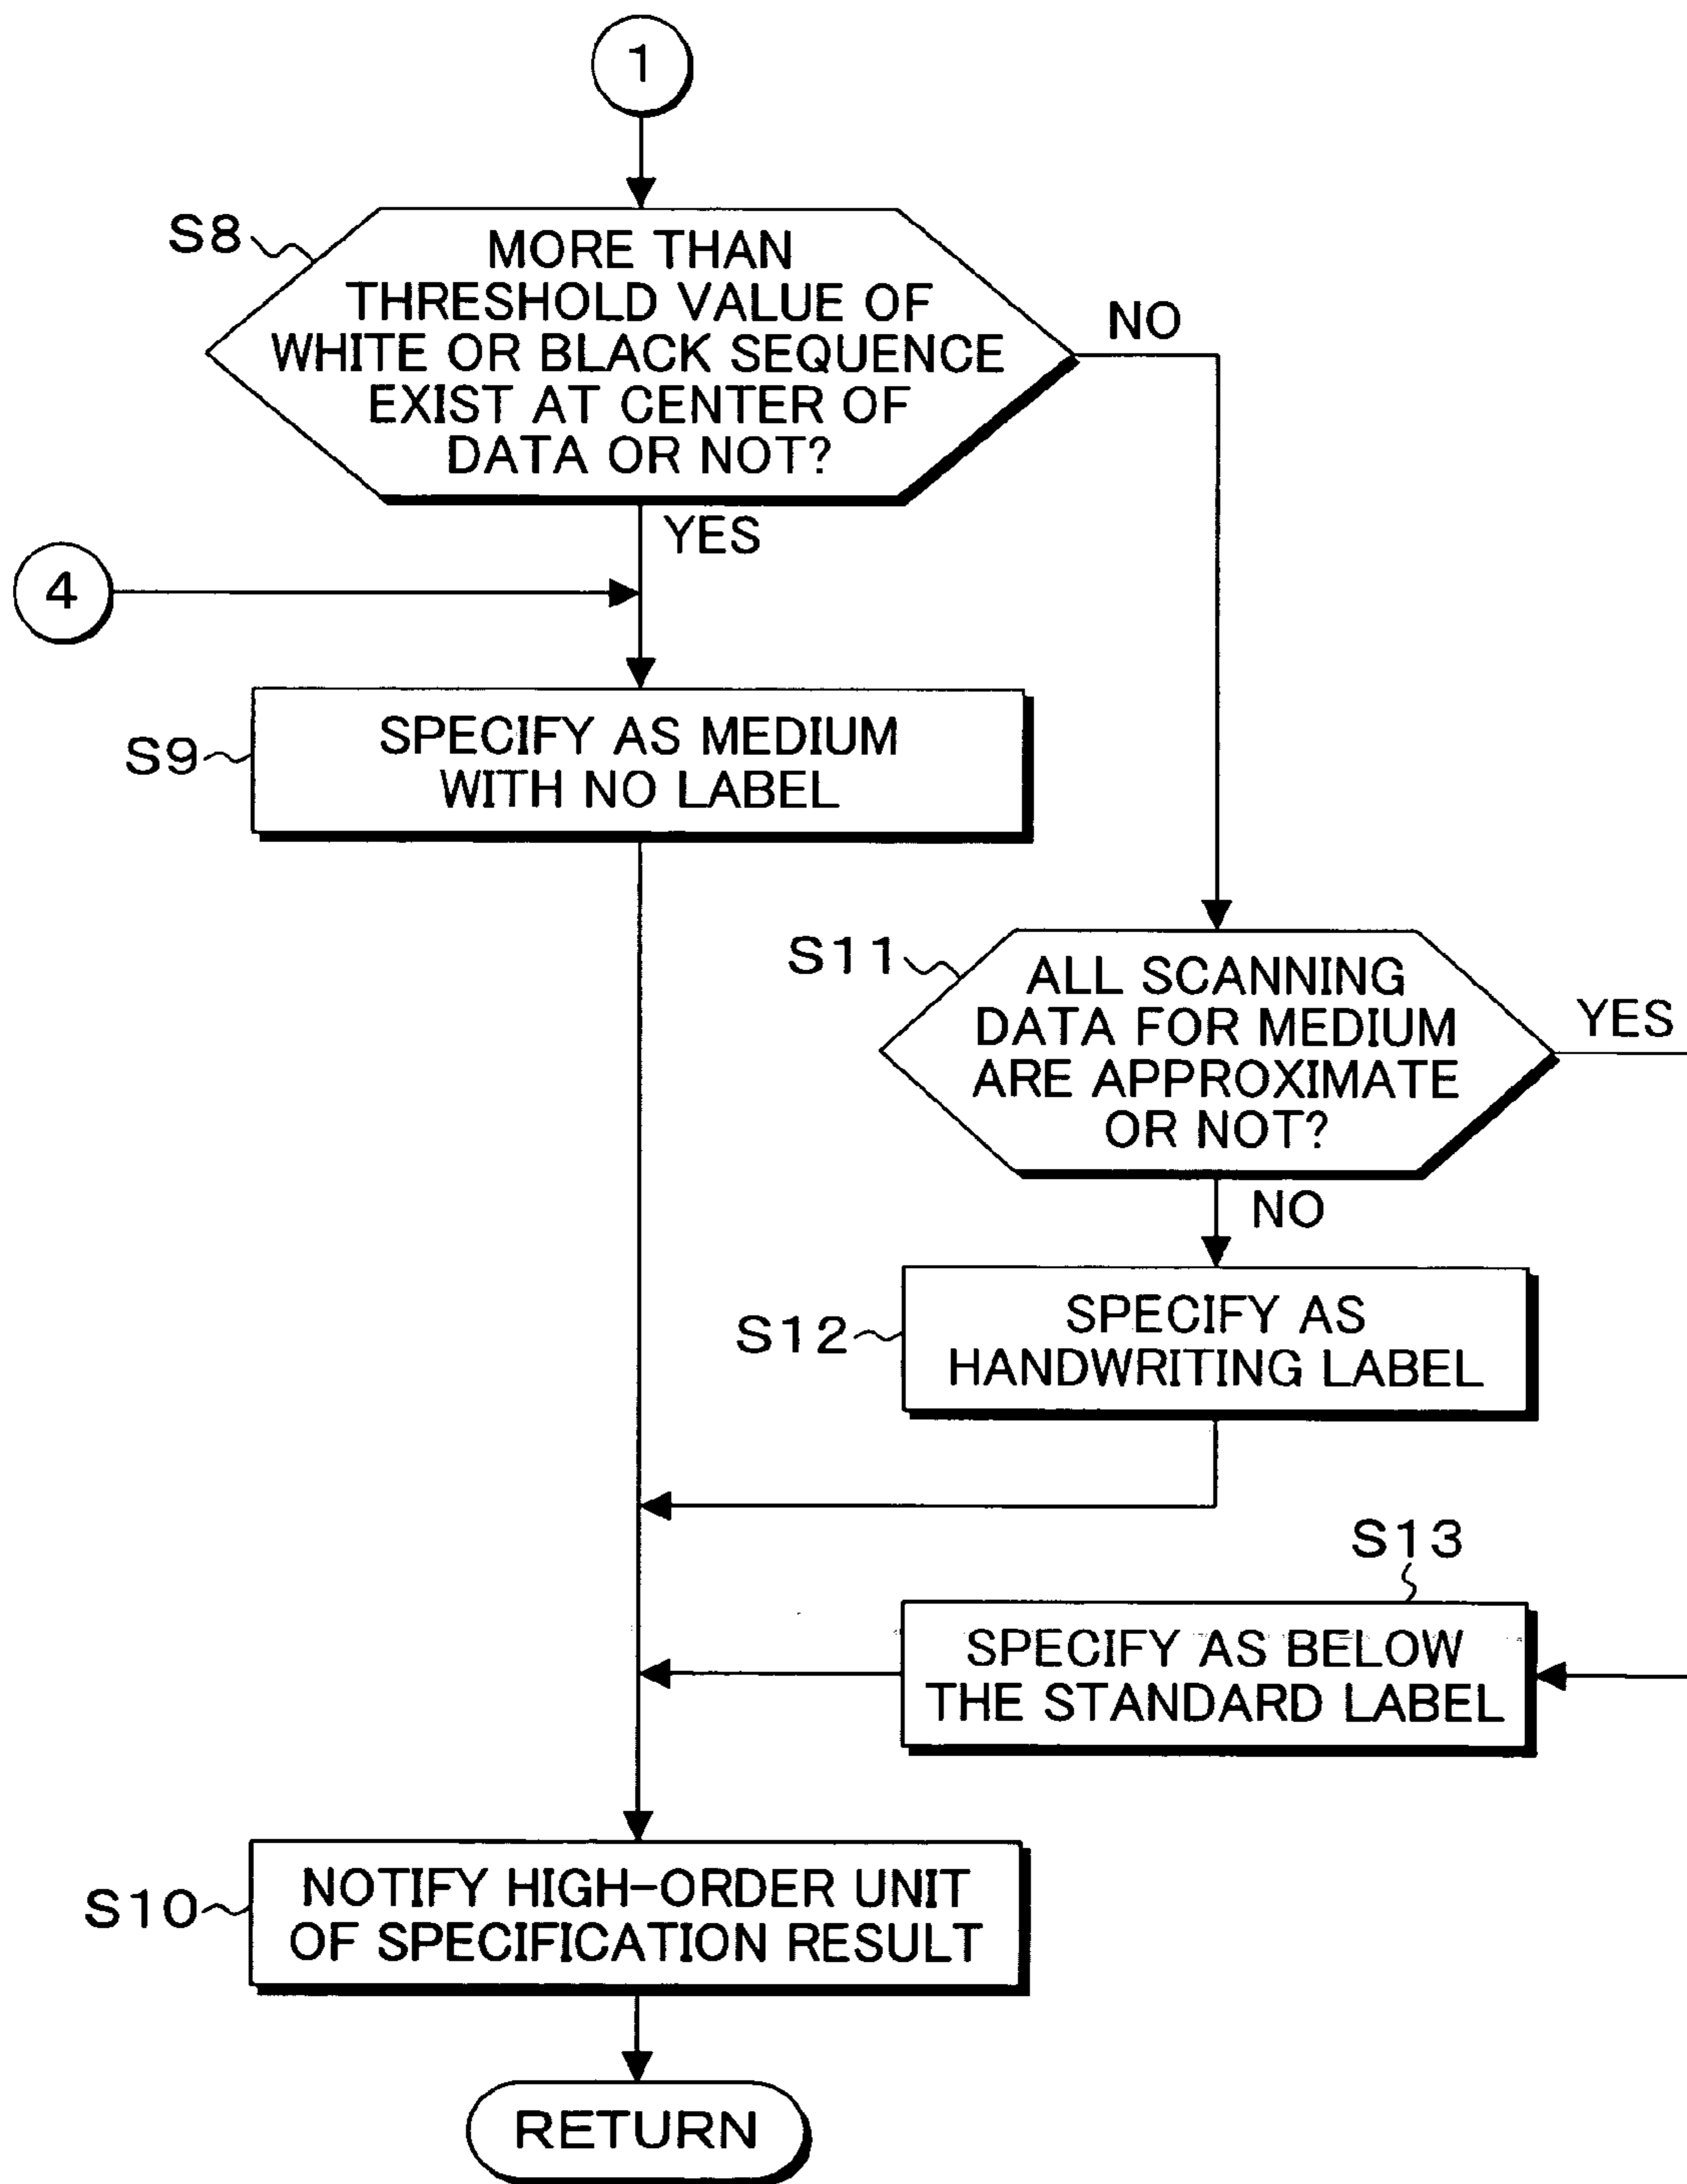 1
S8
MORE THAN
THRESHOLD VALUE OF
WHITE OR BLACK SEQUENCE
EXIST AT CENTER OF
DATA OR NOT?
NO
YES
4
S9
SPECIFY AS MEDIUM
WITH NO LABEL
S11
ALL SCANNING
DATA FOR MEDIUM
ARE APPROXIMATE
OR NOT?
YES
NO
S12
SPECIFY AS
HANDWRITING LABEL
S13
SPECIFY AS BELOW
THE STANDARD LABEL
S10
NOTIFY HIGH-ORDER UNIT
OF SPECIFICATION RESULT
RETURN